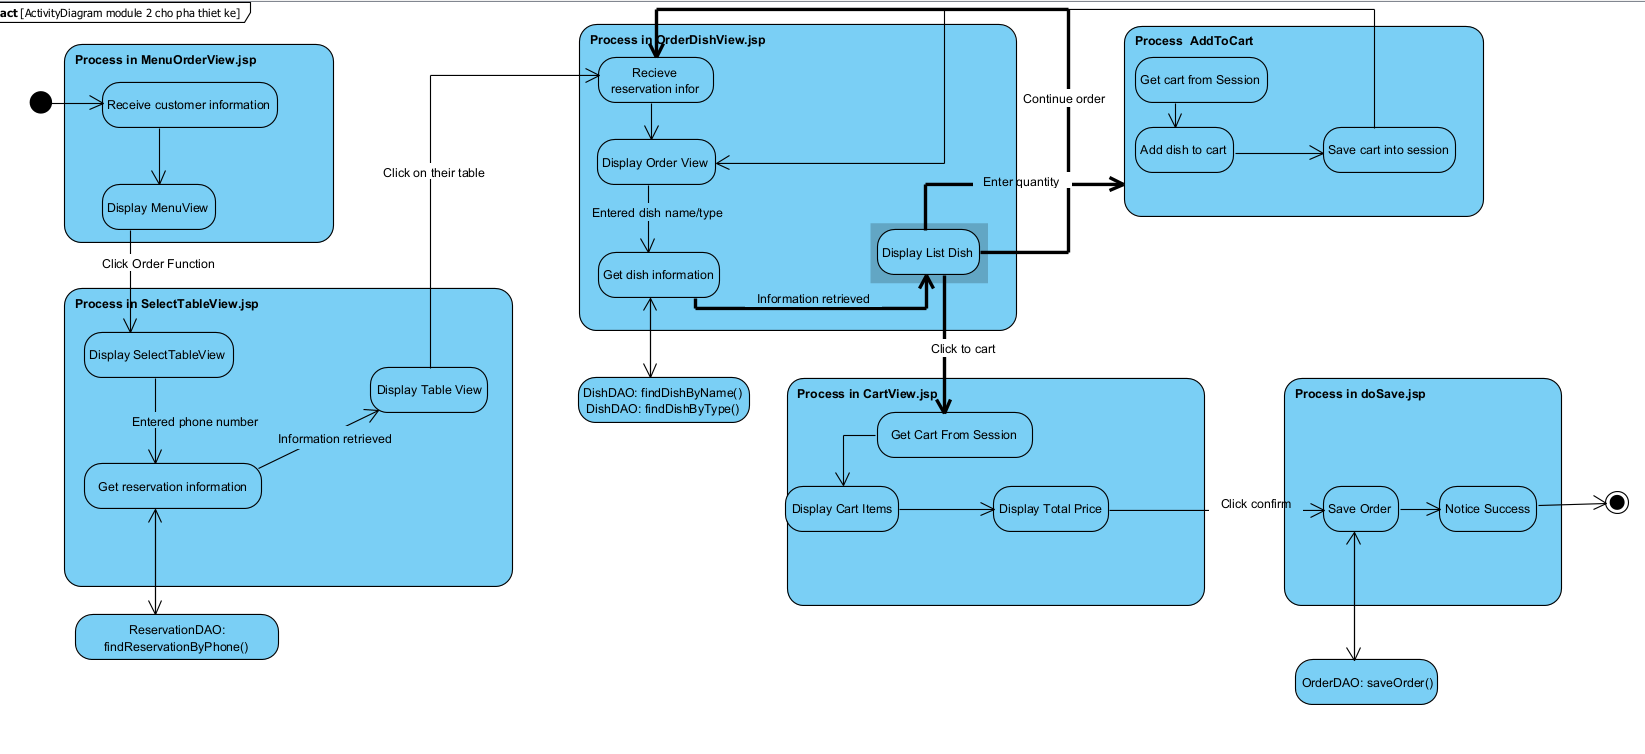 act [ActivityDiagram module 2 cho pha thiet ke]
Process in MenuOrderView.jsp
Receive customer information
Display MenuView
Click Order Function
Process in SelectTableView.jsp
Display SelectTableView
Entered phone number
Get reservation information
Information retrieved
Display Table View
ReservationDAO:
findReservationByPhone()
Click on their table
Process in OrderDishView.jsp
Recieve
reservation infor
Display Order View
Entered dish name/type
Get dish information
Information retrieved
Display List Dish
DishDAO: findDishByName()
DishDAO: findDishByType()
Continue order
Enter quantity
Click to cart
Process  AddToCart
Get cart from Session
Add dish to cart
Save cart into session
Process in CartView.jsp
Get Cart From Session
Display Cart Items
Display Total Price
Click confirm
Process in doSave.jsp
Save Order
Notice Success
OrderDAO: saveOrder()